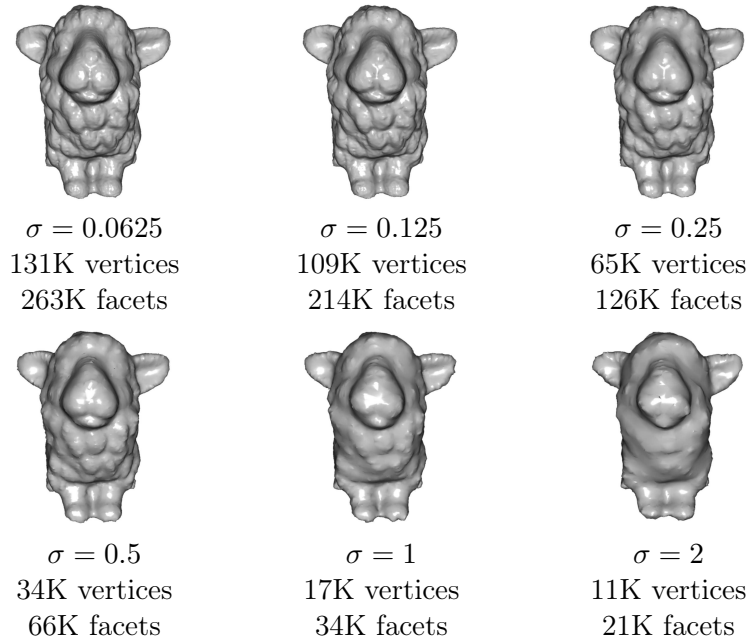 σ = 0.0625
131K vertices
263K facets
σ = 0.125
109K vertices
214K facets
σ = 0.25
65K vertices
126K facets
σ = 0.5
34K vertices
66K facets
σ = 1
17K vertices
34K facets
σ = 2
11K vertices
21K facets